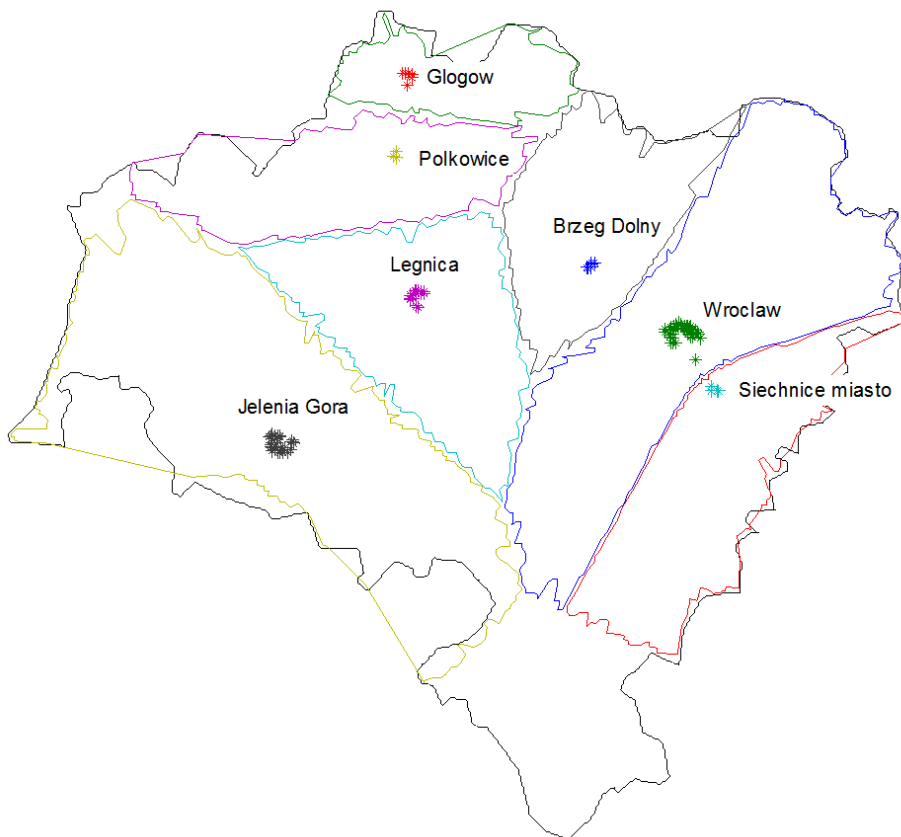 Glogow
Polkowice
Brzeg Dolny
Legnica
Wroclaw
Siechnice miasto
Jelenia Gora